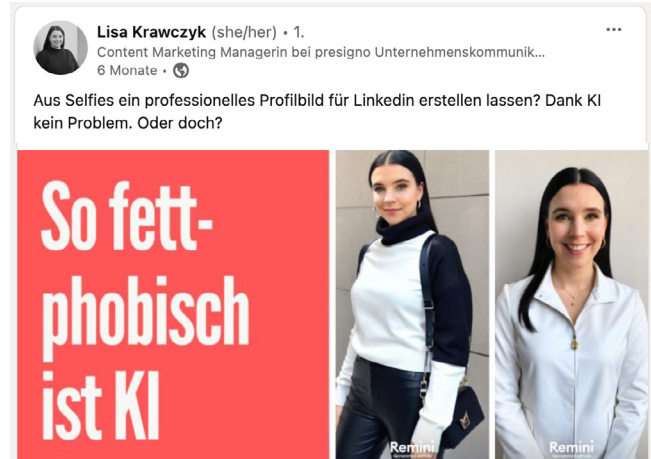 Lisa Krawczyk (she/her) • 1.
Content Marketing Managerin bei presigno Unternehmenskommunik...
6 Monate •
Aus Selfies ein professionelles Profilbild für Linkedin erstellen lassen? Dank KI
kein Problem. Oder doch?
So fett-
phobisch
ist KI
Remini
Remini